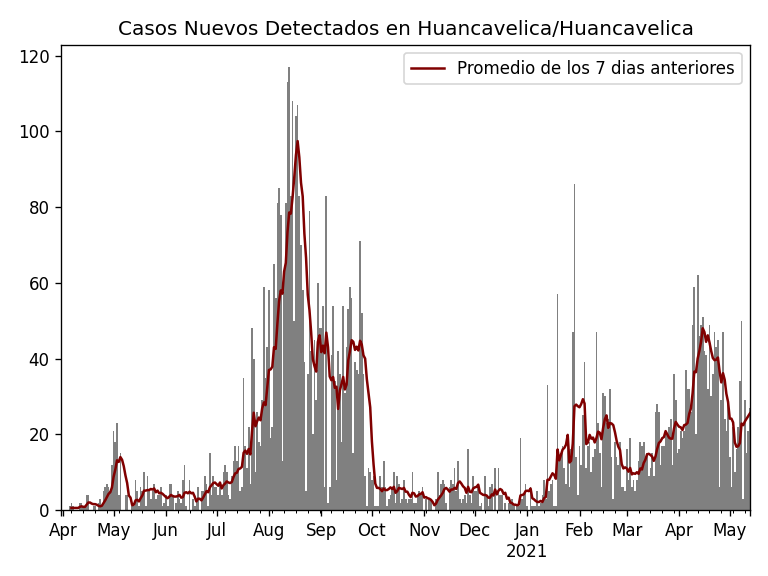 Casos Nuevos Detectados en Huancavelica/Huancavelica
Promedio de los 7 dias anteriores
120
100
80
60
40
20
0
Apr May Jun Jul Aug Sep Oct Nov Dec Jan Feb Mar Apr May
2021